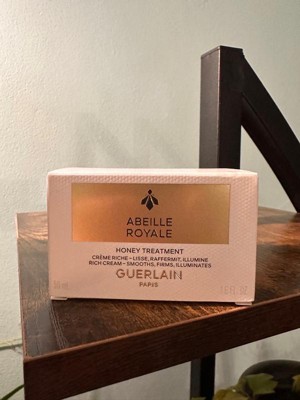 ABEILLE
ROYALE
HONEY TREATMENT
CRÈME RICHE – LISSE, RAFFERMIT, ILLUMINE
RICH CREAM – SMOOTHS, FIRMS, ILLUMINATES
GUERLAIN
PARIS